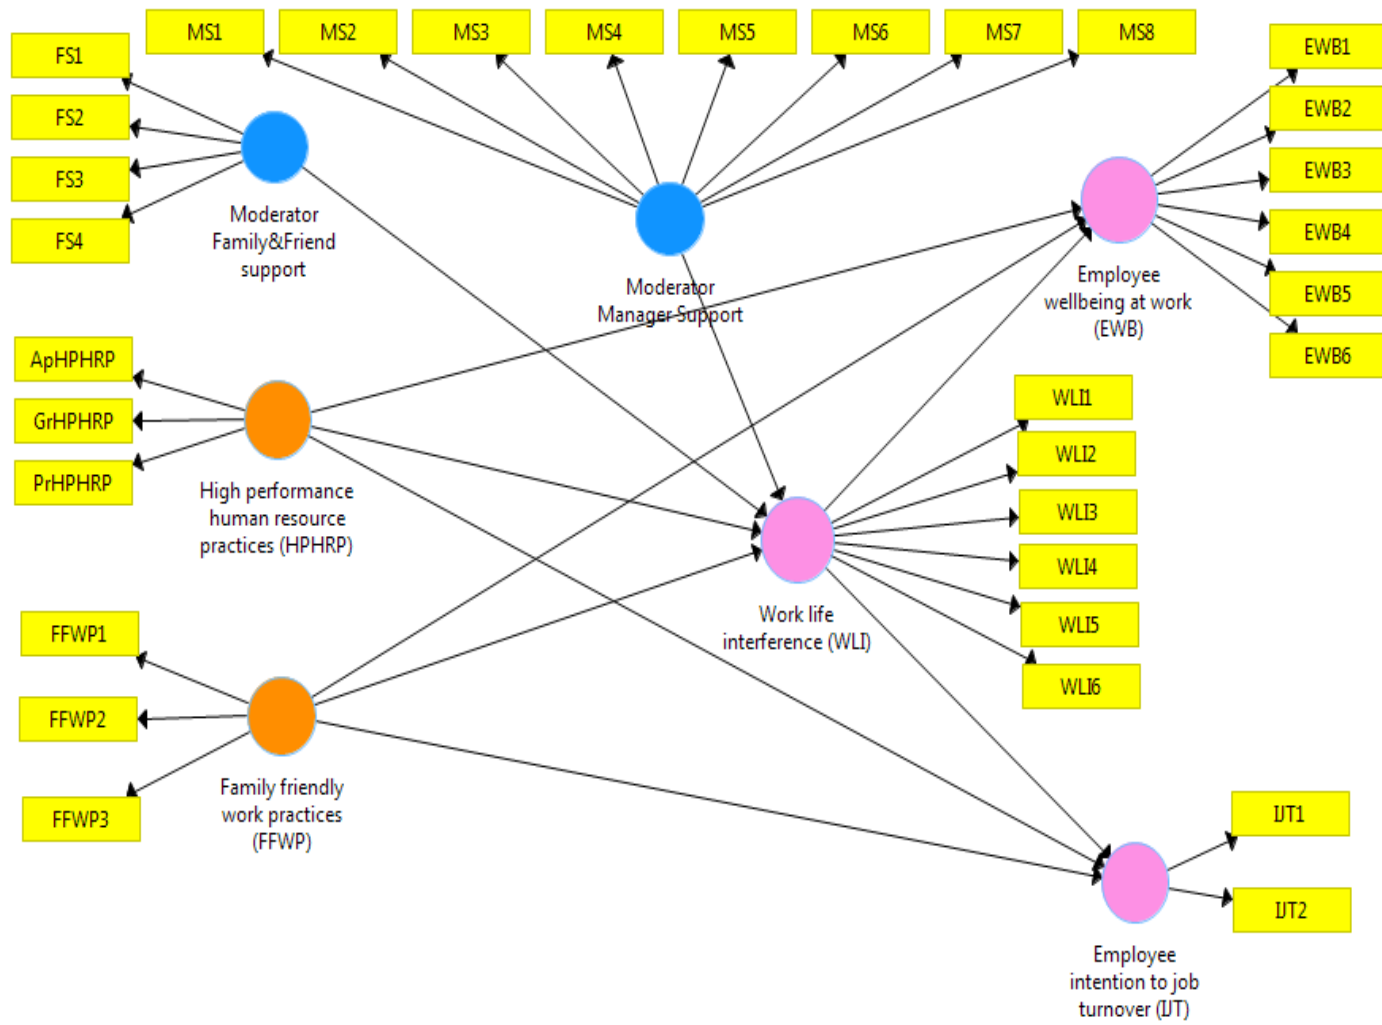 MS1
MS2
MS3
MS4
MS5
MS6
MS7
MS8
FS1
FS2
FS3
FS4
Moderator
Family&Friend
support
Moderator
Manager Support
EWB1
EWB2
EWB3
EWB4
EWB5
EWB6
Employee
wellbeing at work
(EWB)
ApHPHRP
GrHPHRP
PrHPHRP
High performance
human resource
practices (HPHRP)
WLI1
WLI2
WLI3
WLI4
WLI5
WLI6
Work life
interference (WLI)
FFWP1
FFWP2
FFWP3
Family friendly
work practices
(FFWP)
IJT1
IJT2
Employee
intention to job
turnover (IJT)